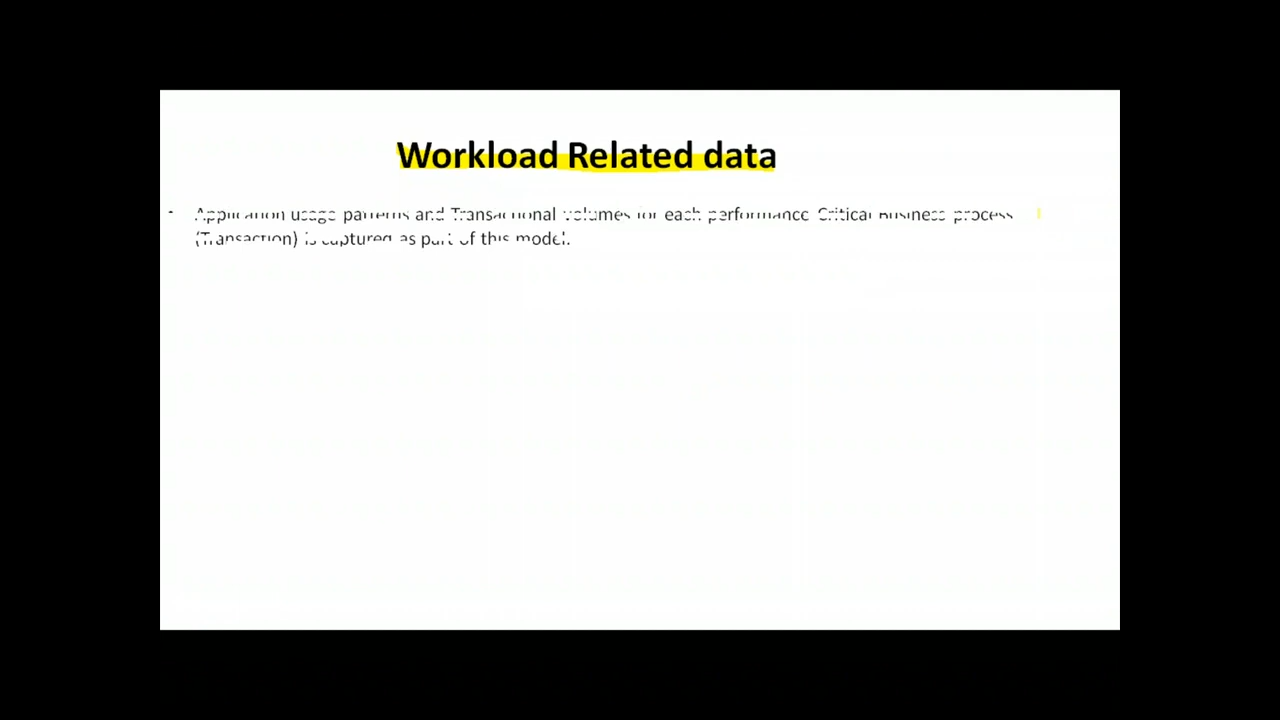 Workload Related data
• Application usage patterns and Transactional volumes for each performance Critical Business process
(Transaction) is captured as part of this model.